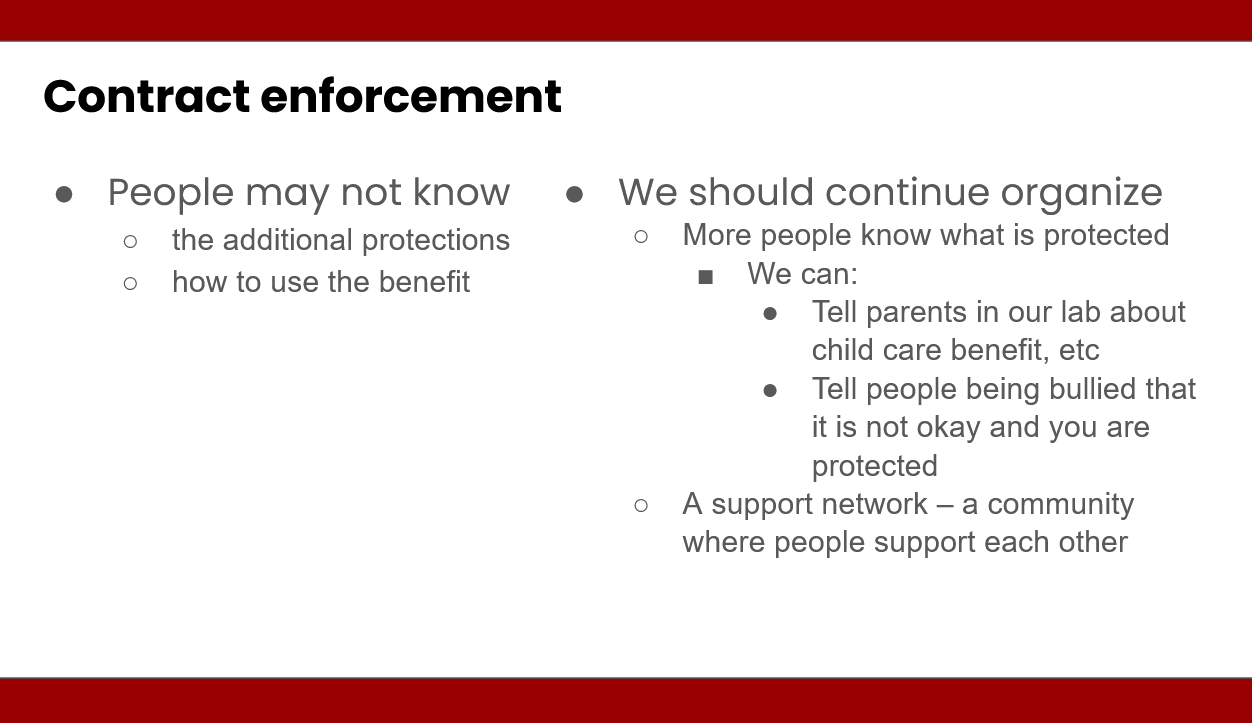 Contract enforcement
● People may not know
○ the additional protections
○ how to use the benefit
● We should continue organize
○ More people know what is protected
■ We can:
● Tell parents in our lab about
child care benefit, etc
● Tell people being bullied that
it is not okay and you are
protected
○ A support network – a community
where people support each other